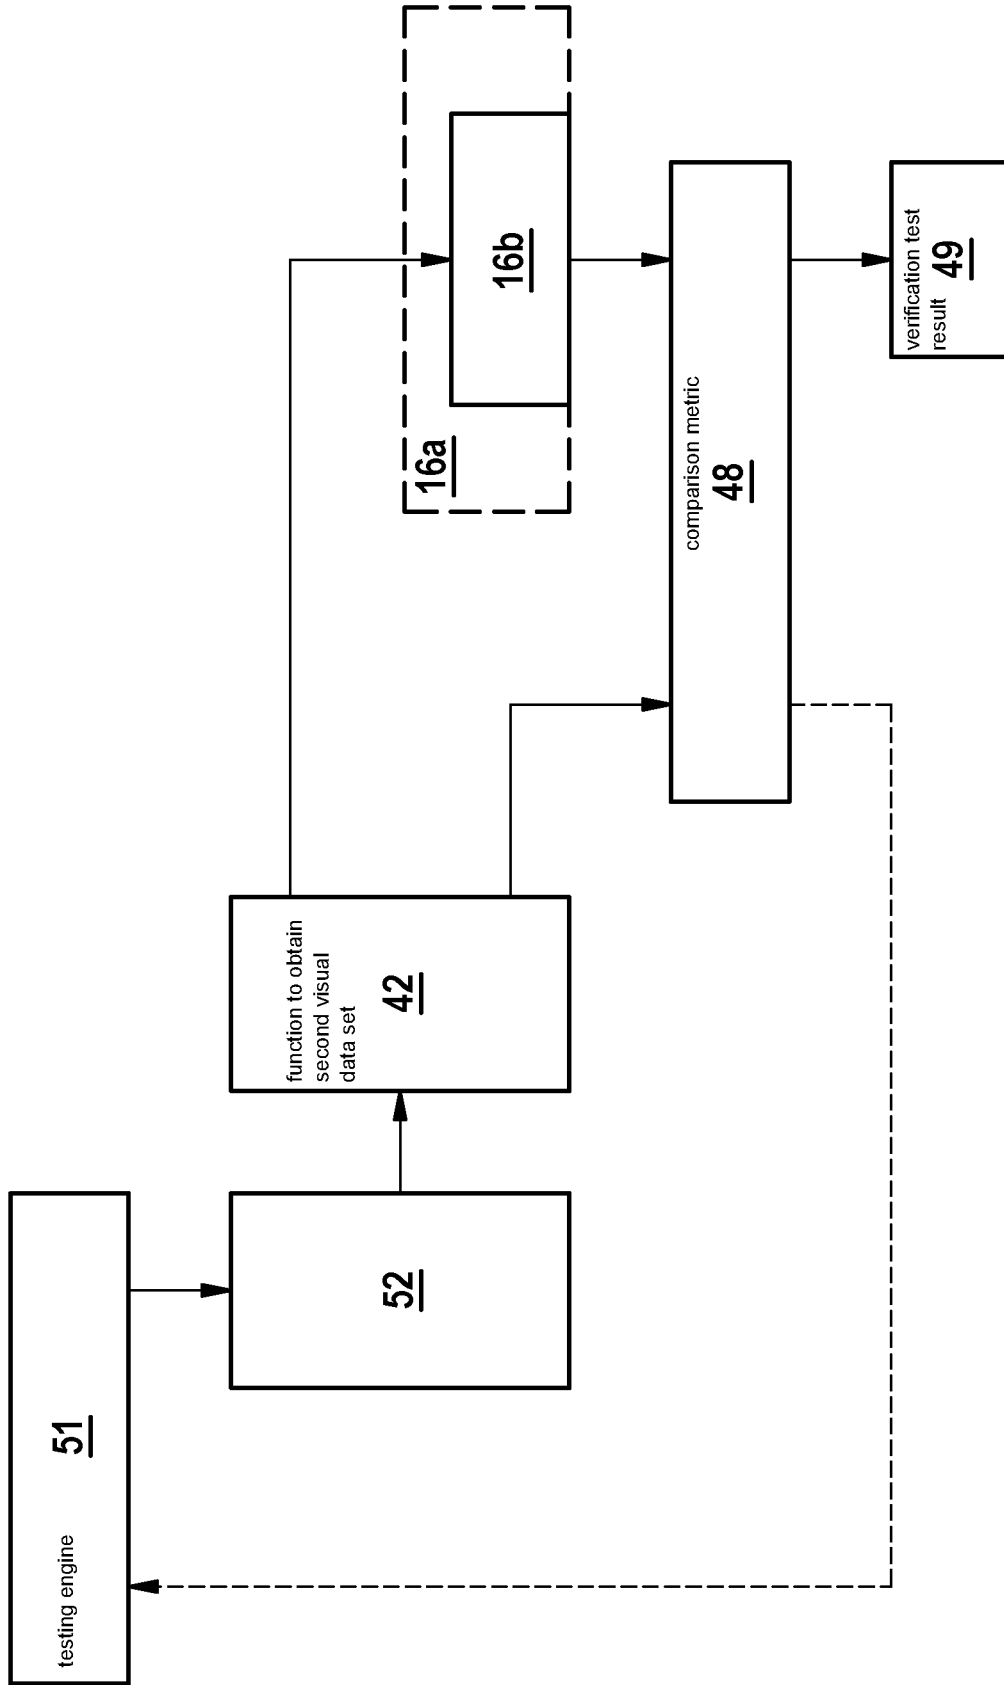 testing engine
51
52
function to obtain
second visual
data set
42
16a
16b
comparison metric
48
verification test
result
49